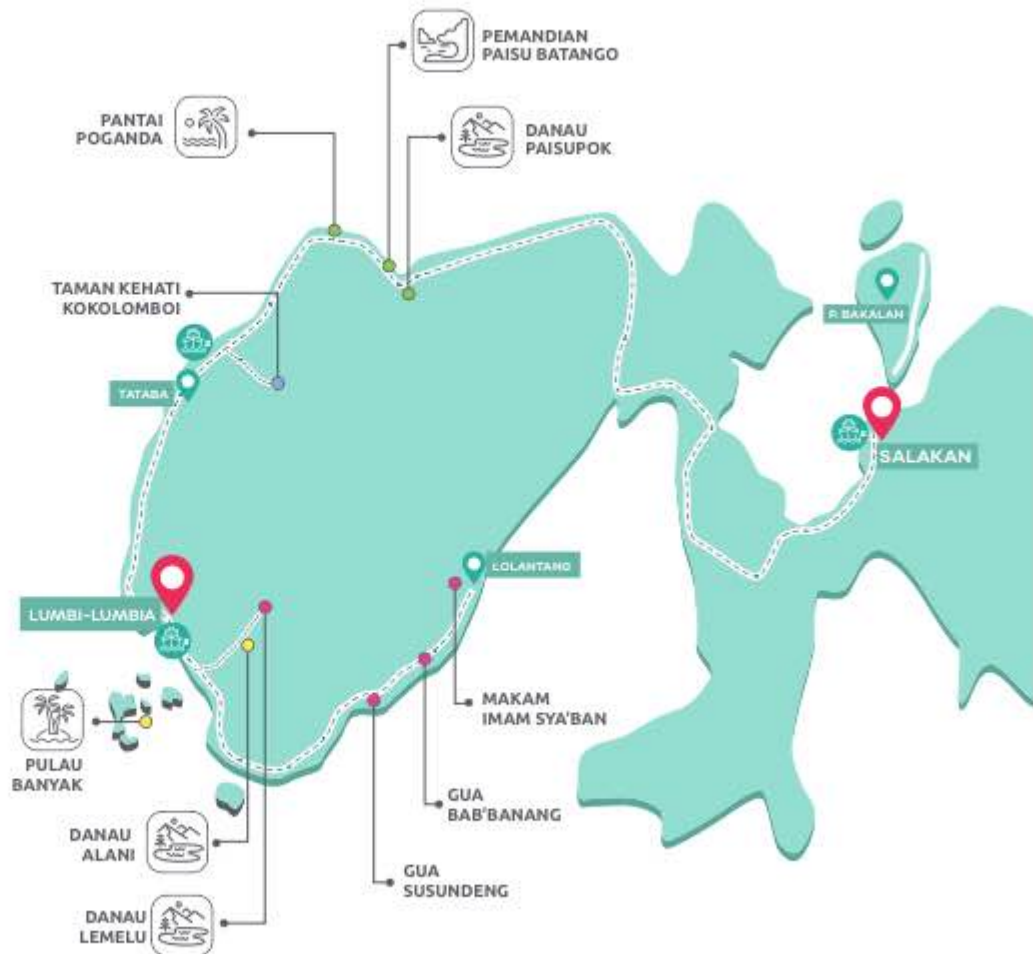 PEMANDIAN
PAISU BATANGO
PANTAI
POGANDA
DANAU
PAISUPOK
TAMAN KEHATI
KOKOLOMBOI
P. BAKALAN
TATABA
SALAKAN
LOLANTANG
LUMBI-LUMBIA
MAKAM
IMAM SYA'BAN
PULAU
BANYAK
GUA
BAB'BANANG
DANAU
ALANI
GUA
SUSUNDENG
DANAU
LEMELU